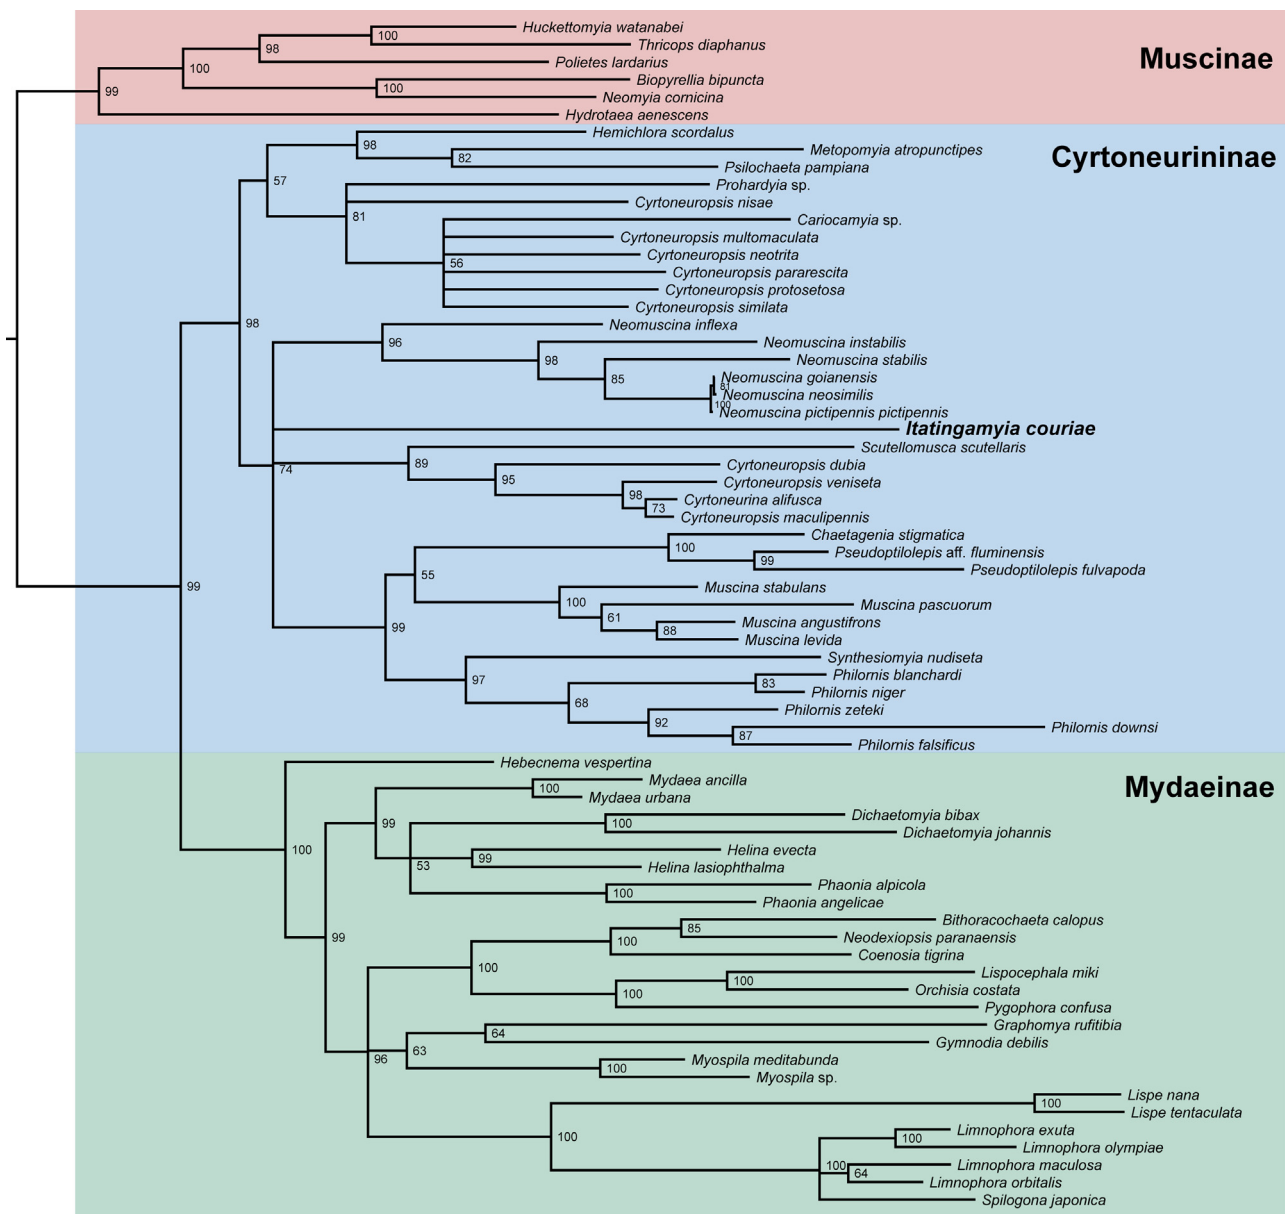 Huckettomyia watanabei
100
Thricops diaphanus
98
Polietes lardarius
Muscinae
100
Biopyrellia bipuncta
100
99
Neomyia cornicina
Hydrotaea aenescens
Hemichlora scordalus
98
Metopomyia atropunctipes
Cyrtoneurininae
82
Psilochaeta pampiana
57
Prohardyia sp.
Cyrtoneuropsis nisae
81
Cariocamyia sp.
Cyrtoneuropsis multomaculata
Cyrtoneuropsis neotrita
56
Cyrtoneuropsis pararescita
Cyrtoneuropsis protosetosa
Cyrtoneuropsis similata
98
Neomuscina inflexa
96
Neomuscina instabilis
98
Neomuscina stabilis
85
Neomuscina goianensis
81
Neomuscina neosimilis
100
Neomuscina pictipennis pictipennis
Itatingamyia couriae
Scutellomusca scutellaris
89
74
Cyrtoneuropsis dubia
95
Cyrtoneuropsis veniseta
98
Cyrtoneurina alifusca
73
Cyrtoneuropsis maculipennis
Chaetagenia stigmatica
100
Pseudoptilolepis aff. fluminensis
99
Pseudoptilolepis fulvapoda
55
99
Muscina stabulans
100
Muscina pascuorum
61
Muscina angustifrons
99
88
Muscina levida
Synthesiomyia nudiseta
97
Philornis blanchardi
83
Philornis niger
68
Philornis zeteki
92
Philornis downsi
87
Philornis falsificus
Hebecnema vespertina
Mydaea ancilla
Mydaeinae
100
Mydaea urbana
Dichaetomyia bibax
99
100
Dichaetomyia johannis
100
Helina evecta
53
99
Helina lasiophthalma
Phaonia alpicola
100
Phaonia angelicae
Bithoracochaeta calopus
85
99
100
Neodexiopsis paranaensis
Coenosia tigrina
100
Lispocephala miki
100
Orchisia costata
100
Pygophora confusa
Graphomya rufitibia
64
Gymnodia debilis
96
63
Myospila meditabunda
100
Myospila sp.
Lispe nana
100
Lispe tentaculata
100
Limnophora exuta
100
Limnophora olympiae
100
Limnophora maculosa
64
Limnophora orbitalis
Spilogona japonica